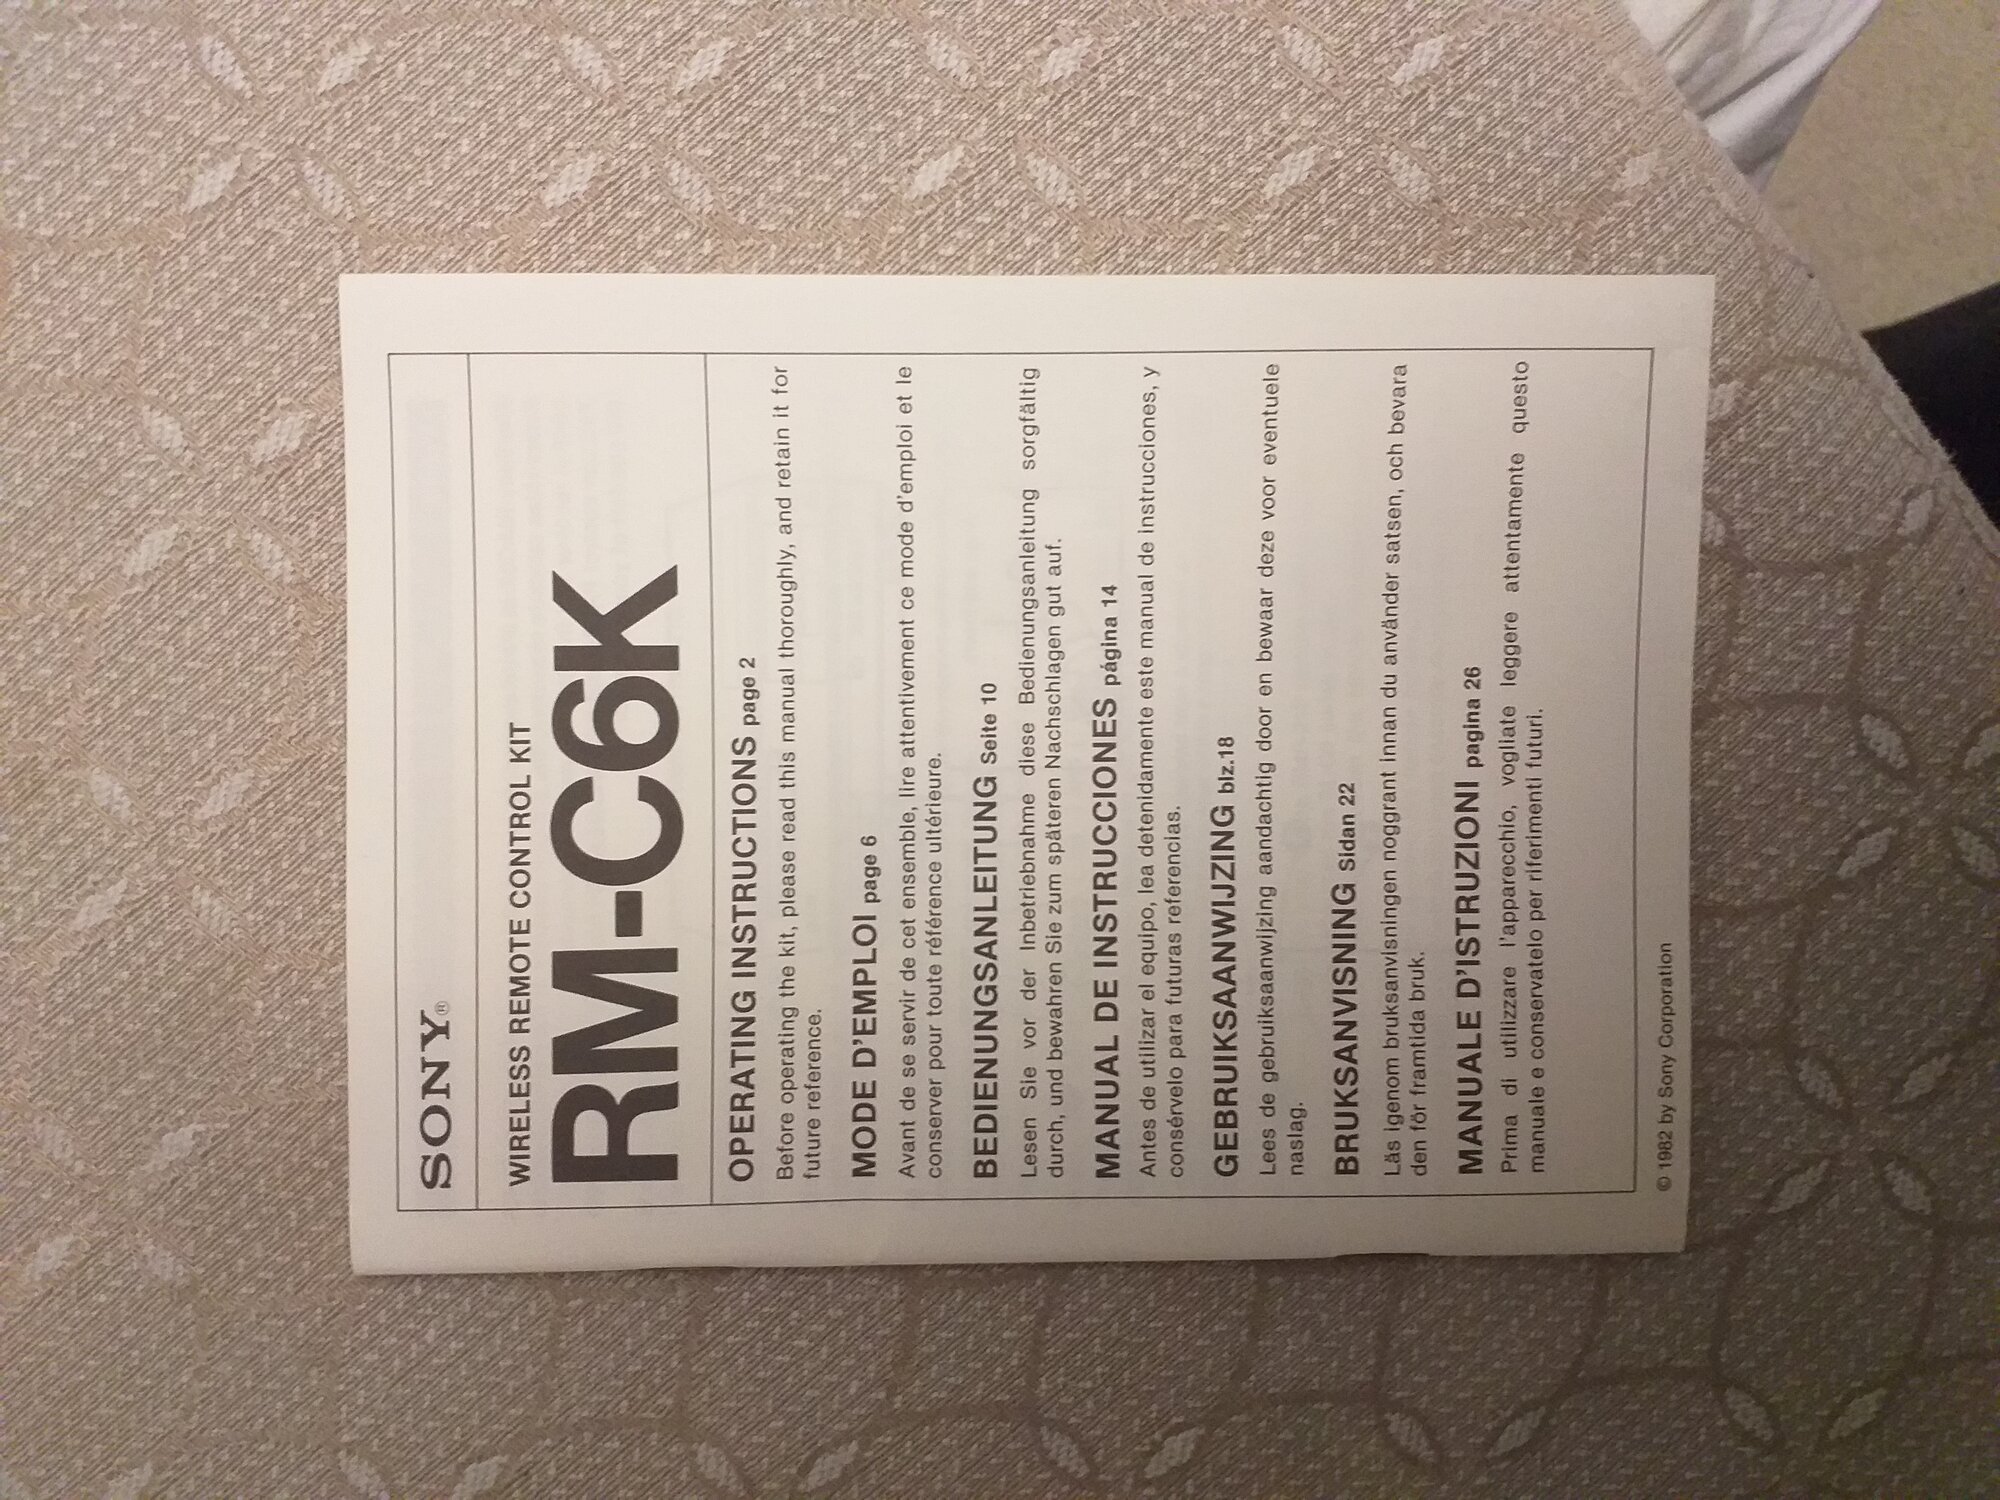 SONY®
WIRELESS REMOTE CONTROL KIT
RM-C6K
OPERATING INSTRUCTIONS page 2
Before operating the kit, please read this manual thoroughly, and retain it for
future reference.
MODE D'EMPLOI page 6
Avant de se servir de cet ensemble, lire attentivement ce mode d'emploi et le
conserver pour toute référence ultérieure.
BEDIENUNGSANLEITUNG Seite 10
Lesen Sie vor der Inbetriebnahme diese Bedienungsanleitung sorgfältig
durch, und bewahren Sie zum späteren Nachschlagen gut auf.
MANUAL DE INSTRUCCIONES página 14
Antes de utilizar el equipo, lea detenidamente este manual de instrucciones, y
consérvelo para futuras referencias.
GEBRUIKSAANWIJZING blz.18
Lees de gebruiksaanwijzing aandachtig door en bewaar deze voor eventuele
naslag.
BRUKSANVISNING Sidan 22
Läs igenom bruksanvisningen noggrant innan du använder satsen, och bevara
den för framtida bruk.
MANUALE D'ISTRUZIONI pagina 26
Prima di utilizzare l'apparecchio, vogliate leggere attentamente questo
manuale e conservatelo per riferimenti futuri.
© 1982 by Sony Corporation